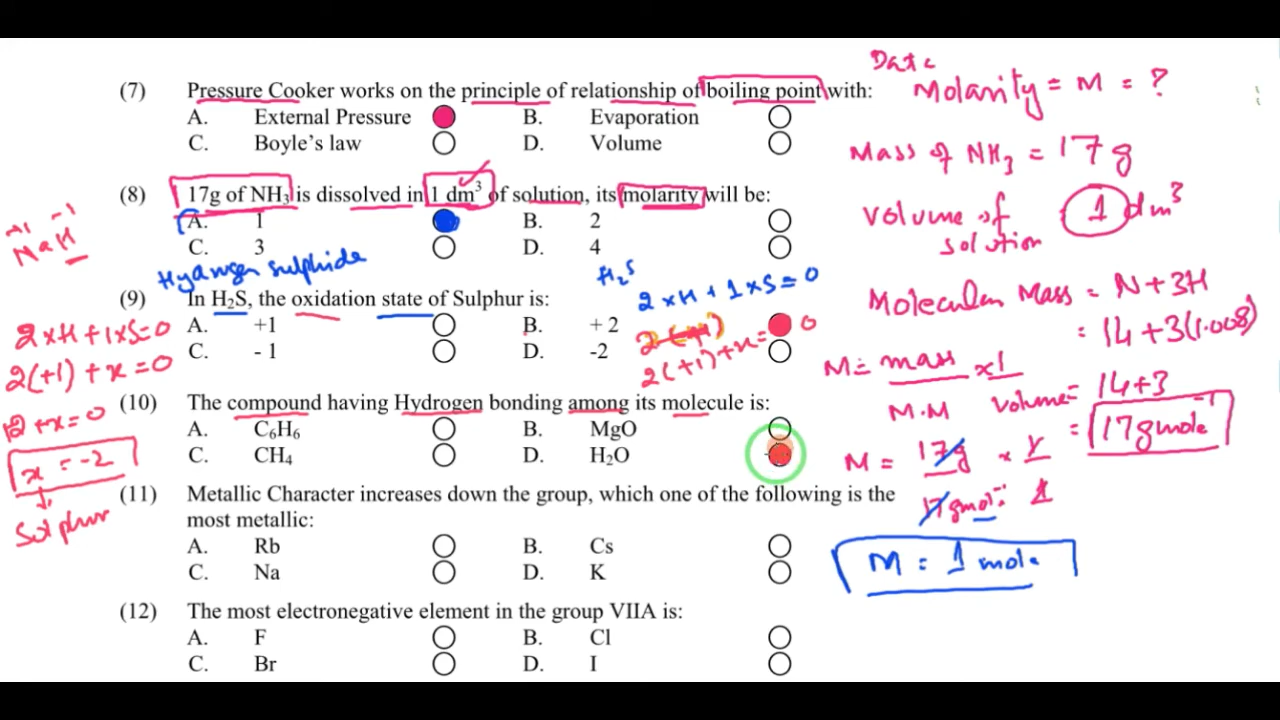 (7) Pressure Cooker works on the principle of relationship of boiling point with:
A. External Pressure B. Evaporation
C. Boyle's law D. Volume
(8) 17g of NH₃ is dissolved in 1 dm³ of solution, its molarity will be:
A. 1 B. 2
C. 3 D. 4
Hydrogen sulphide
H₂S
(9) In H₂S, the oxidation state of Sulphur is:
A. +1 B. + 2
C. - 1 D. -2
2 x H + 1 x S = 0
2(+1) + x = 0
(10) The compound having Hydrogen bonding among its molecule is:
A. C₆H₆ B. MgO
C. CH₄ D. H₂O
(11) Metallic Character increases down the group, which one of the following is the
most metallic:
A. Rb B. Cs
C. Na D. K
(12) The most electronegative element in the group VIIA is:
A. F B. Cl
C. Br D. I
+1 -1
NaH
2 x H + 1 x S = 0
2(+1) + x = 0
2 + x = 0
x = -2
Sulphur
Data
Molarity = M = ?
Mass of NH₃ = 17 g
Volume of 1 dm³
solution
Molecular Mass = N + 3H
= 14 + 3(1.008)
M = mass x 1
M.M Volume
= 14 + 3
= 17 g mole⁻¹
M = 17g x 1
17 g mol⁻¹ 1
M = 1 mole